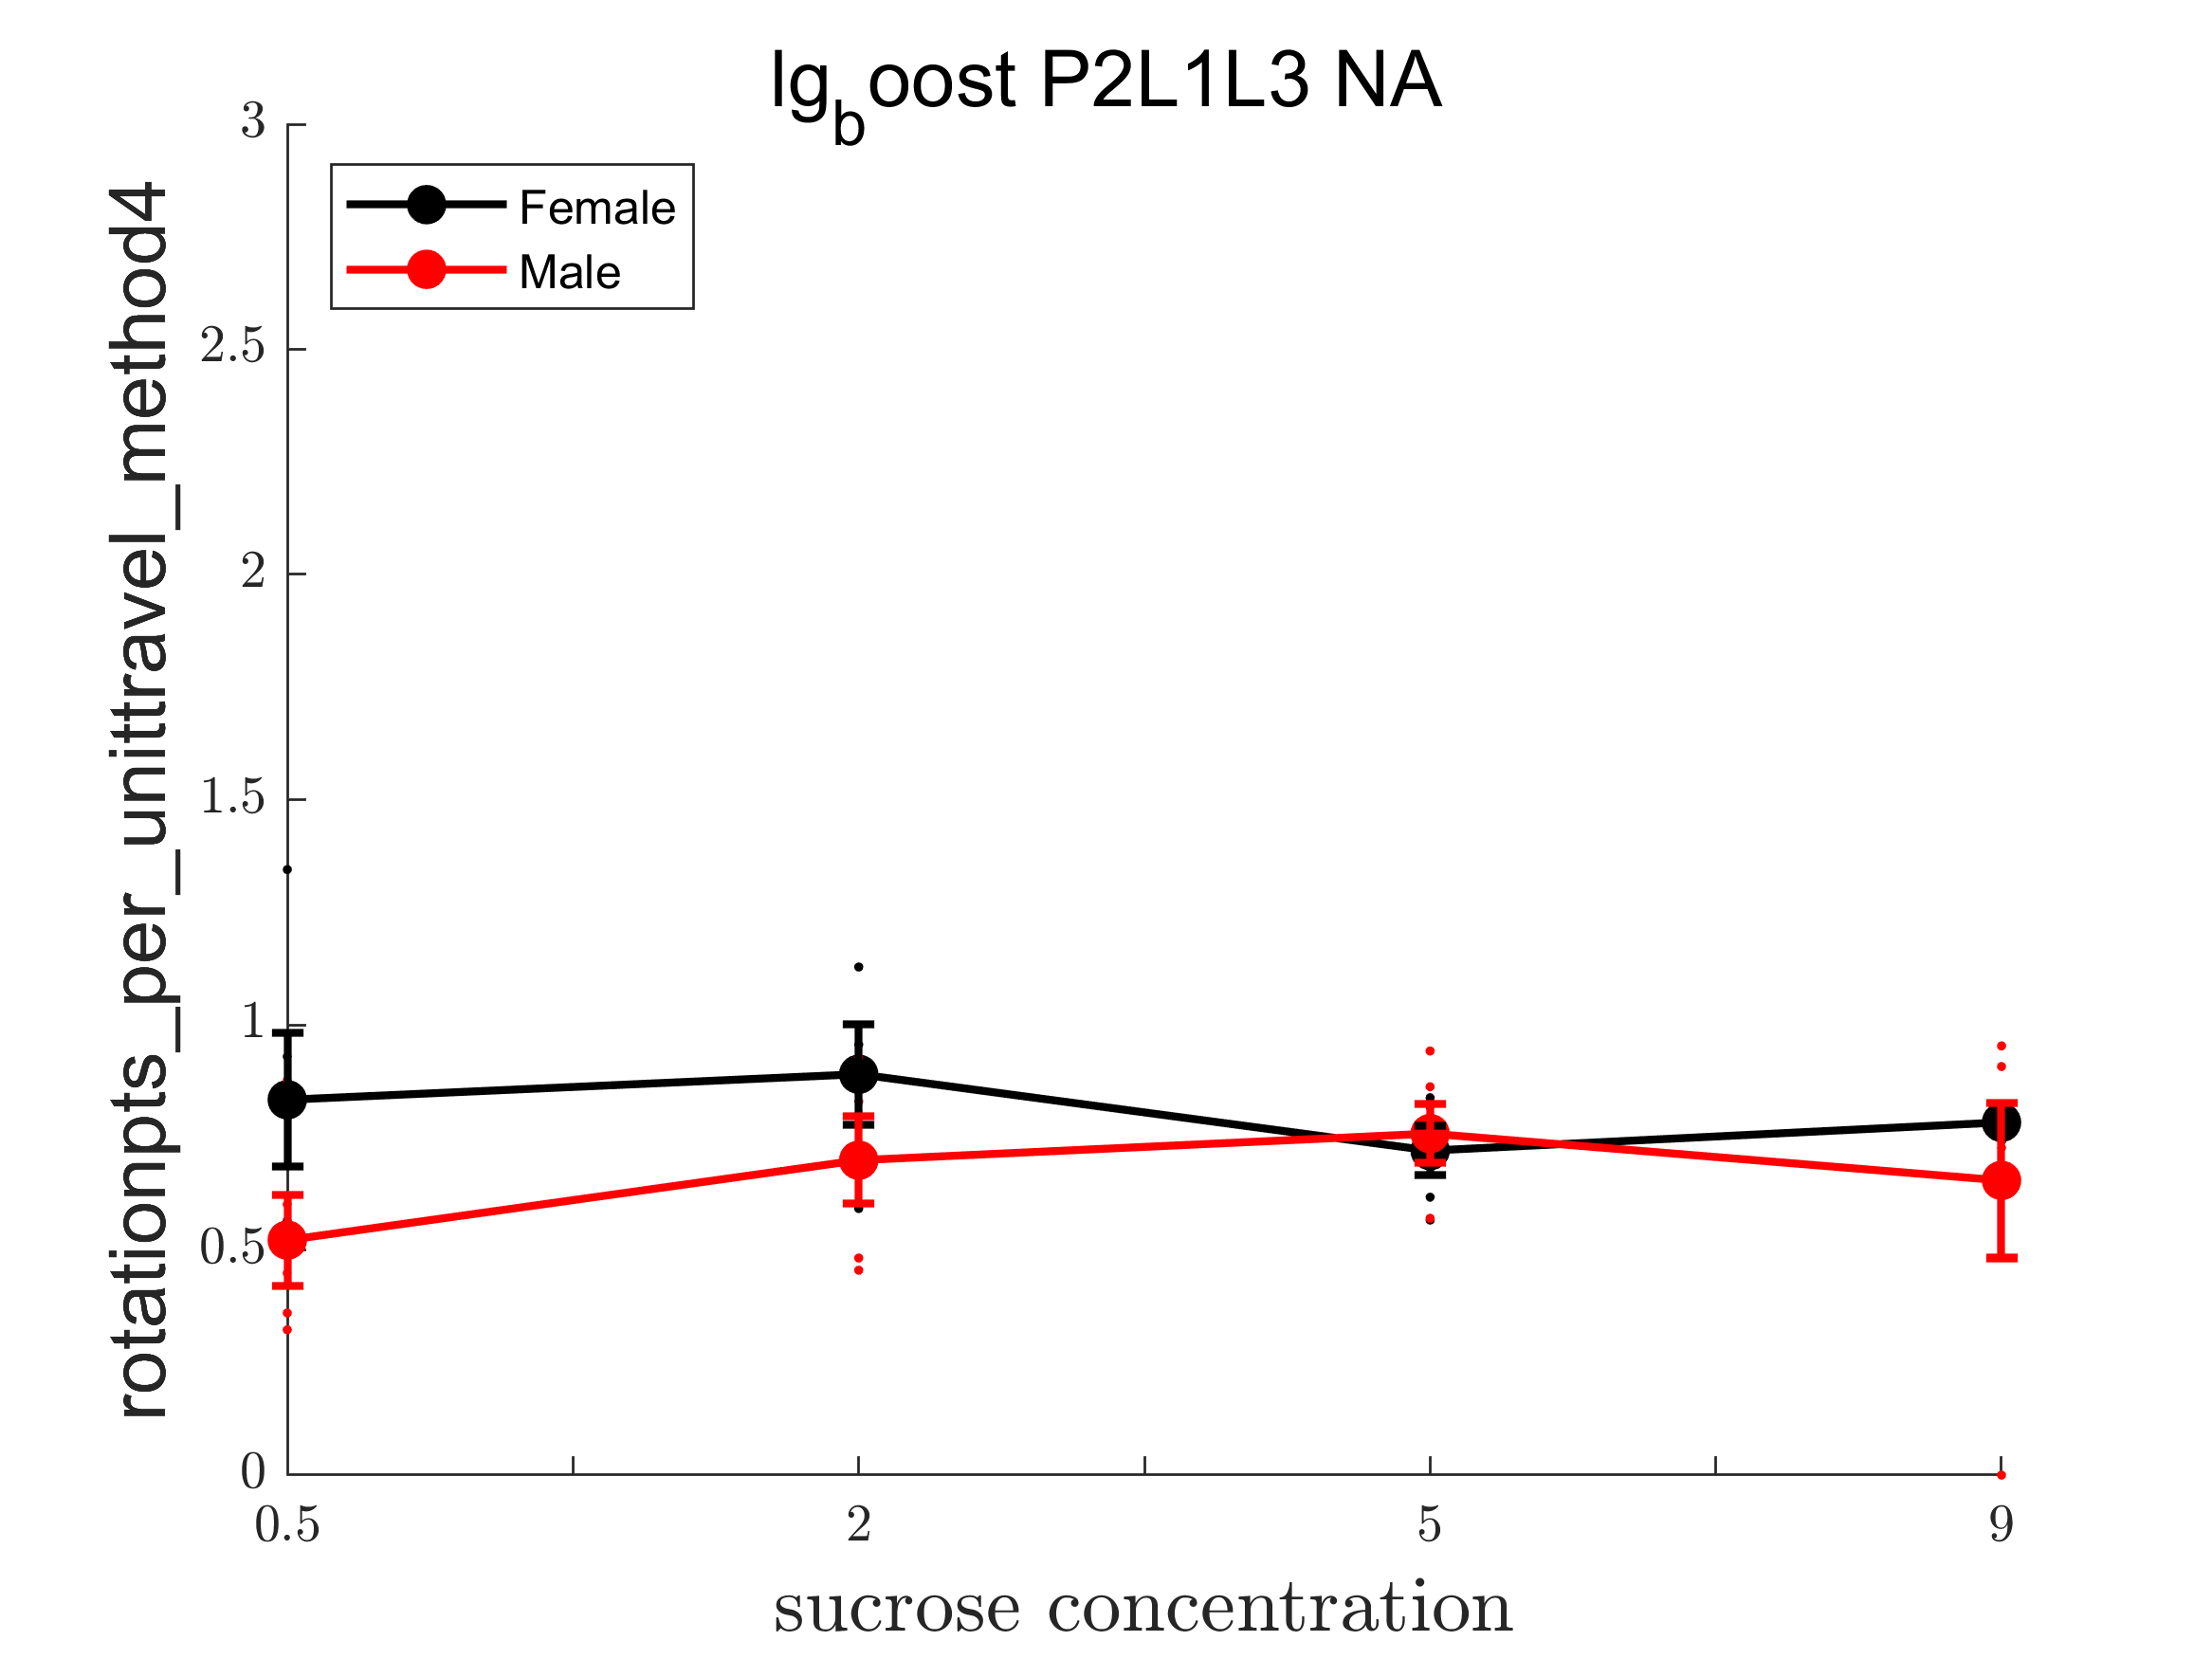 lg_boost P2L1L3 NA
3
2.5
2
1.5
1
0.5
0
rotationpts_per_unittravel_method4
Female
Male
0.5 2 5 9
sucrose concentration